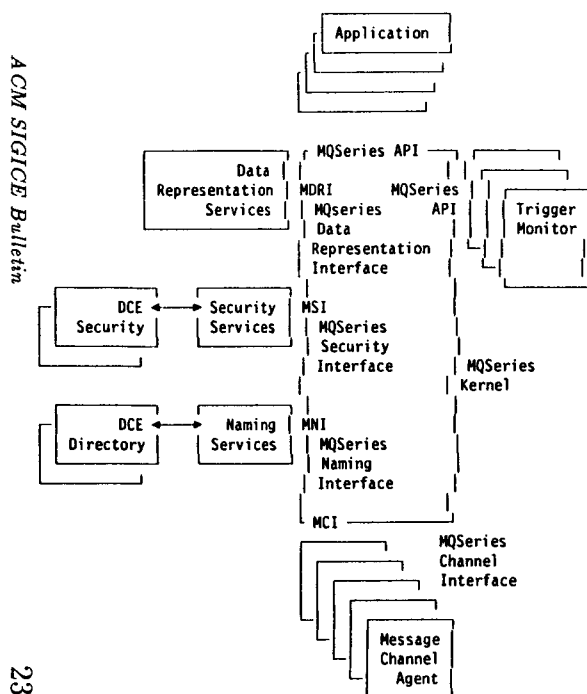 Application
MQSeries API
Data
Representation
Services
MDRI
MQseries
Data
Representation
Interface
MQSeries
API
Trigger
Monitor
DCE
Security
Security
Services
MSI
MQSeries
Security
Interface
MQSeries
Kernel
DCE
Directory
Naming
Services
MNI
MQSeries
Naming
Interface
MCI
MQSeries
Channel
Interface
Message
Channel
Agent
ACM SIGICE Bulletin
23